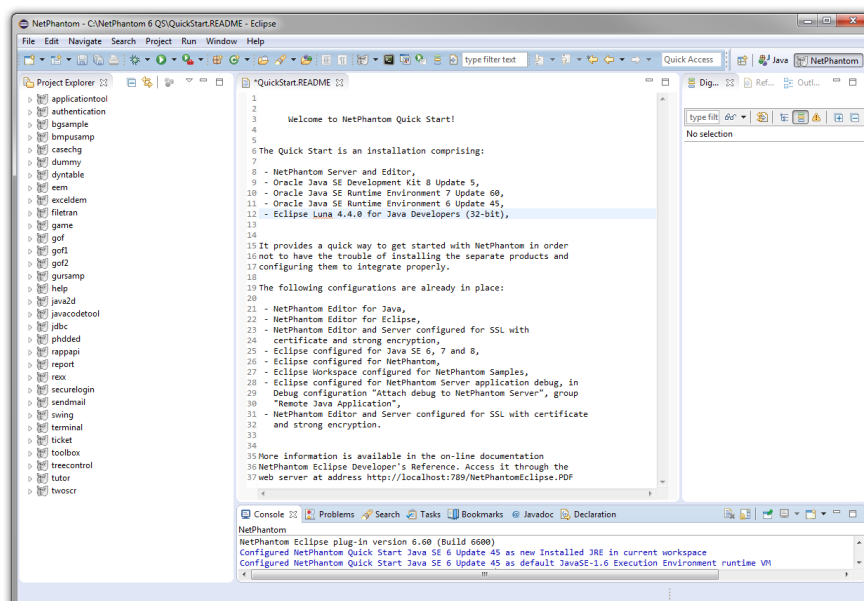 NetPhantom - C:\NetPhantom 6 QS\QuickStart.README - Eclipse
File Edit Navigate Search Project Run Window Help
type filter text
Quick Access
Java
NetPhantom
Project Explorer
*QuickStart.README
Dig...
Ref...
Outl...
applicationtool
authentication
bgsample
bmpusamp
casechg
dummy
dyntable
eem
exceldem
filetran
game
gof
gof1
gof2
gursamp
help
java2d
javacodetool
jdbc
phdded
rappapi
report
rexx
securelogin
sendmail
swing
terminal
ticket
toolbox
treecontrol
tutor
twoscr
1
2
3 Welcome to NetPhantom Quick Start!
4
5
6 The Quick Start is an installation comprising:
7
8 - NetPhantom Server and Editor,
9 - Oracle Java SE Development Kit 8 Update 5,
10 - Oracle Java SE Runtime Environment 7 Update 60,
11 - Oracle Java SE Runtime Environment 6 Update 45,
12 - Eclipse Luna 4.4.0 for Java Developers (32-bit),
13
14
15 It provides a quick way to get started with NetPhantom in order
16 not to have the trouble of installing the separate products and
17 configuring them to integrate properly.
18
19 The following configurations are already in place:
20
21 - NetPhantom Editor for Java,
22 - NetPhantom Editor for Eclipse,
23 - NetPhantom Editor and Server configured for SSL with
24 certificate and strong encryption,
25 - Eclipse configured for Java SE 6, 7 and 8,
26 - Eclipse configured for NetPhantom,
27 - Eclipse Workspace configured for NetPhantom Samples,
28 - Eclipse configured for NetPhantom Server application debug, in
29 Debug configuration "Attach debug to NetPhantom Server", group
30 "Remote Java Application",
31 - NetPhantom Editor and Server configured for SSL with certificate
32 and strong encryption.
33
34
35 More information is available in the on-line documentation
36 NetPhantom Eclipse Developer's Reference. Access it through the
37 web server at address http://localhost:789/NetPhantomEclipse.PDF
type filt
No selection
Console Problems Search Tasks Bookmarks @ Javadoc Declaration
NetPhantom
NetPhantom Eclipse plug-in version 6.60 (Build 6600)
Configured NetPhantom Quick Start Java SE 6 Update 45 as new Installed JRE in current workspace
Configured NetPhantom Quick Start Java SE 6 Update 45 as default JavaSE-1.6 Execution Environment runtime VM